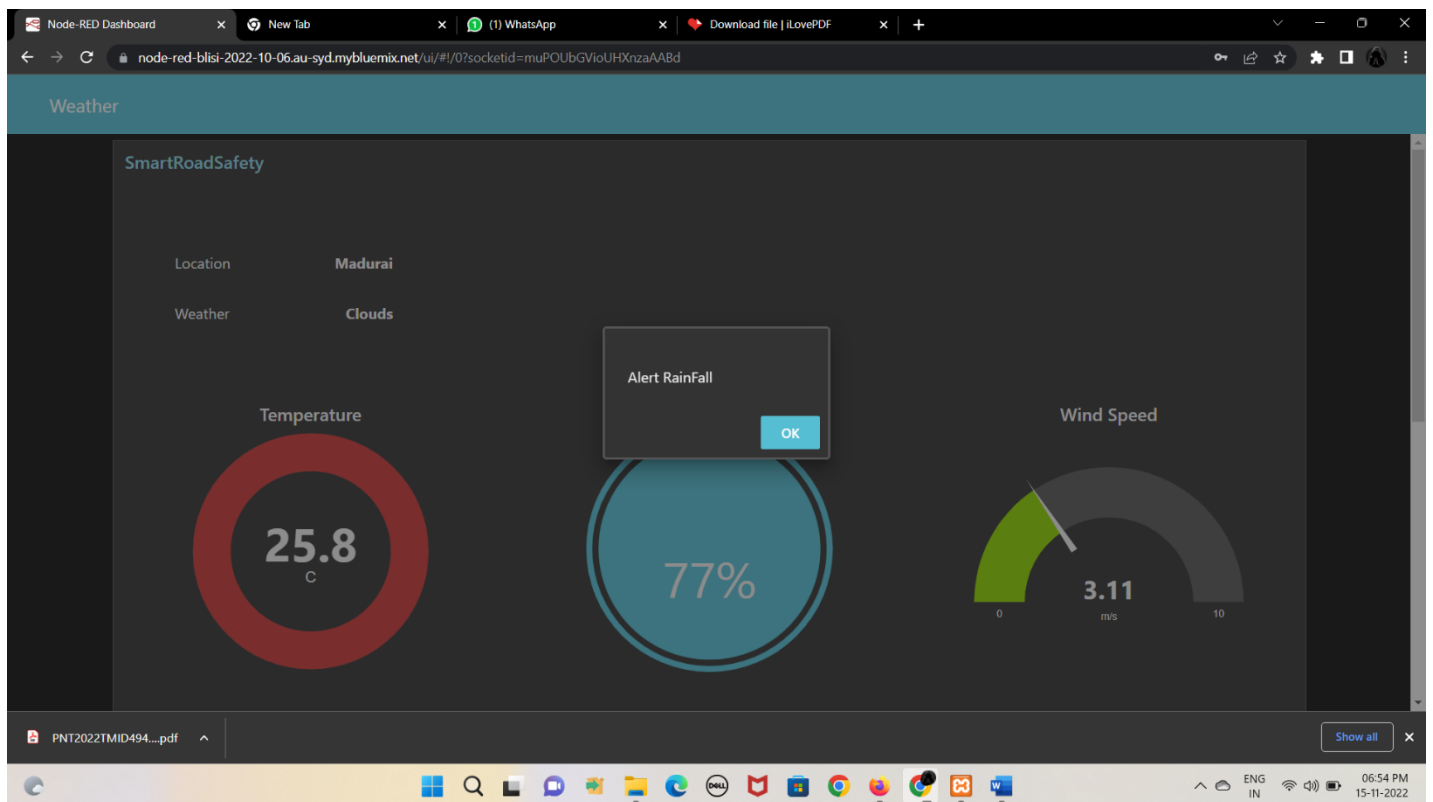 Node-RED Dashboard
New Tab
(1) WhatsApp
Download file | iLovePDF
node-red-blisi-2022-10-06.au-syd.mybluemix.net/ui/#!/0?socketid=muPOUbGVioUHXnzaAABd
Weather
SmartRoadSafety
Location Madurai
Weather Clouds
Alert RainFall
OK
Temperature
25.8
C
77%
Wind Speed
3.11
m/s
0
10
PNT2022TMID494....pdf
Show all
DELL
ENG
IN
06:54 PM
15-11-2022